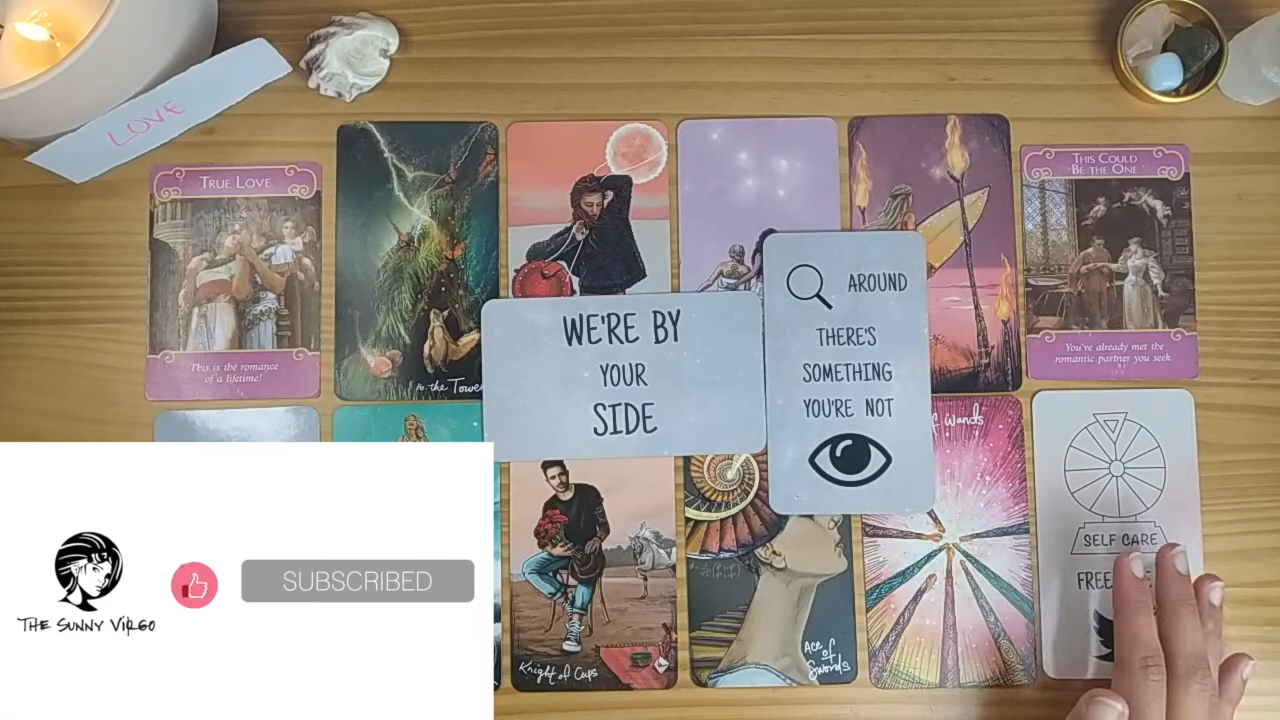 LOVE
TRUE LOVE
This is the romance
of a lifetime!
16 the Tower
WE'RE BY
YOUR
SIDE
AROUND
THERE'S
SOMETHING
YOU'RE NOT
THIS COULD
BE THE ONE
You've already met the
romantic partner you seek.
Knight of Cups
Ace
of
Swords
of Wands
SELF CARE
THE SUNNY VIRGO
SUBSCRIBED